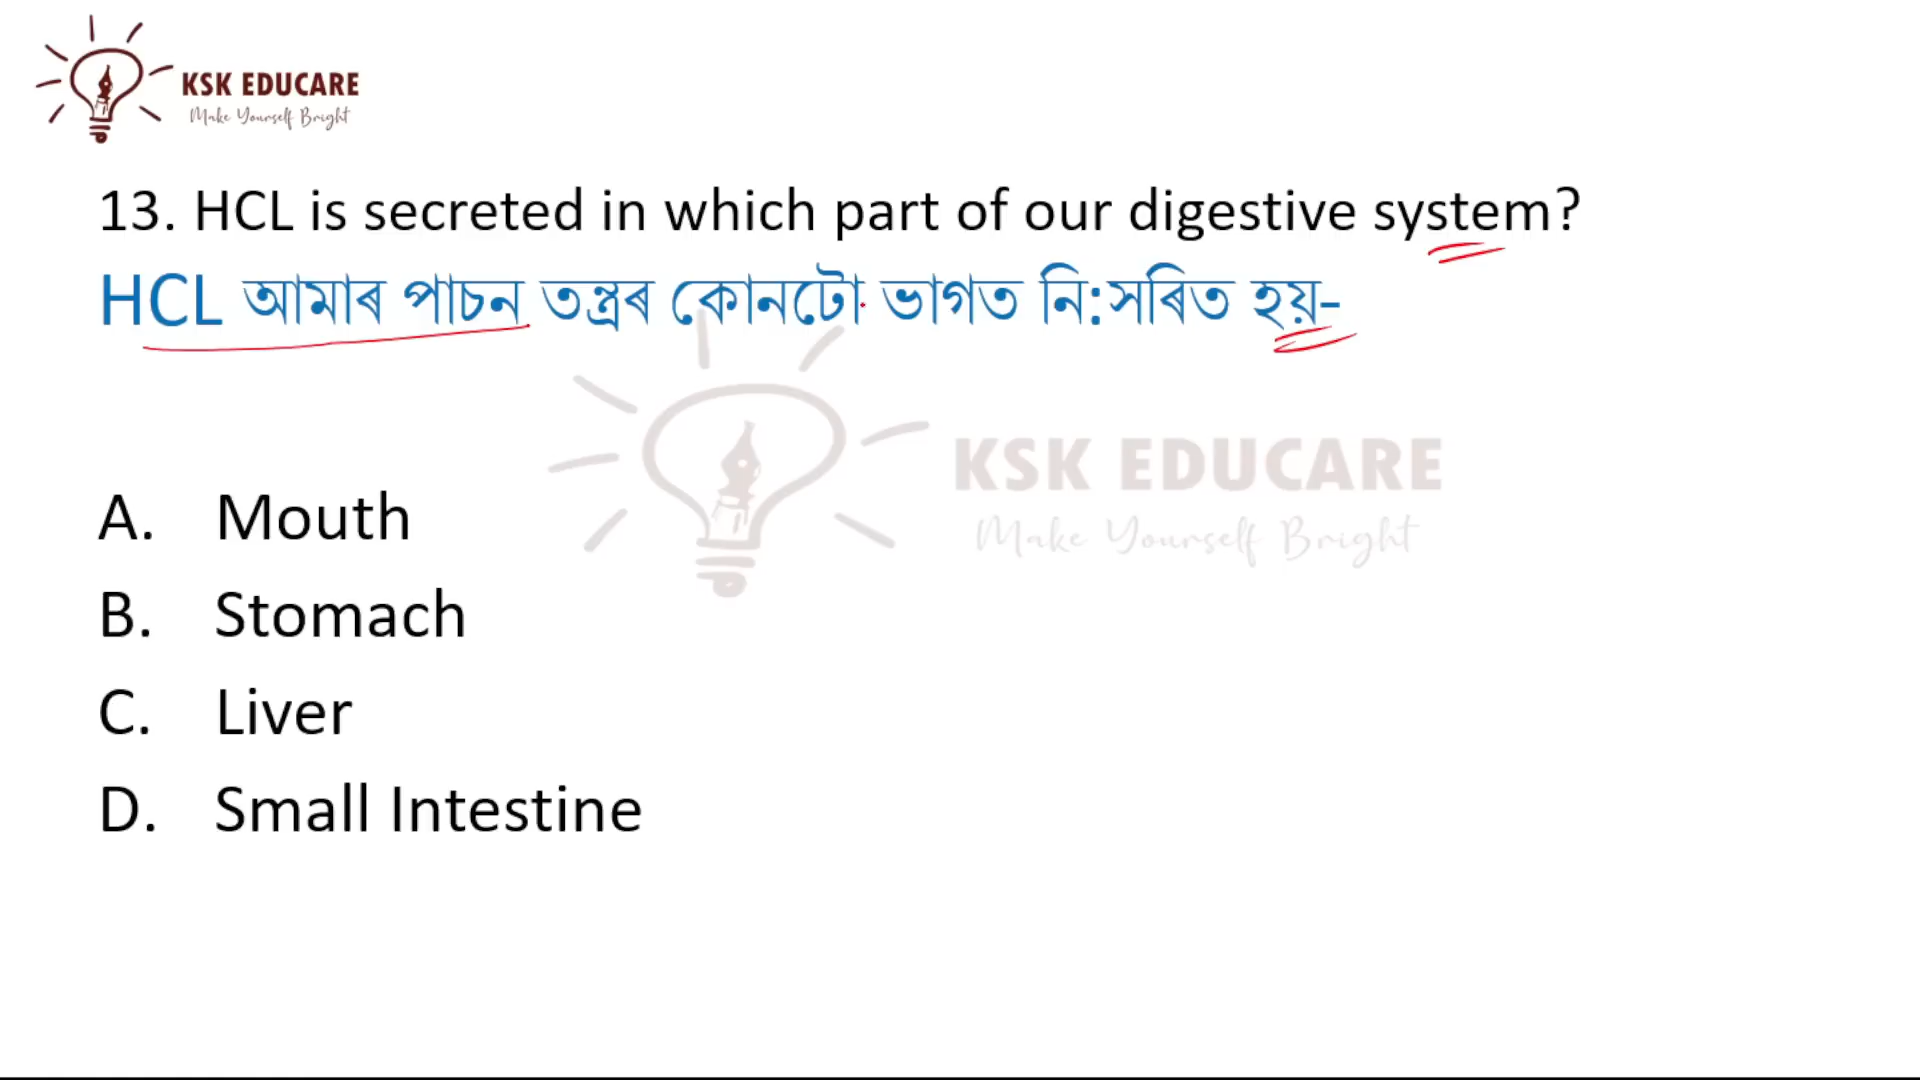 KSK EDUCARE
Make Yourself Bright
13. HCL is secreted in which part of our digestive system?
HCL আমাৰ পাচন তন্ত্ৰৰ কোনটো ভাগত নি:সৰিত হয়-
KSK EDUCARE
Make Yourself Bright
A. Mouth
B. Stomach
C. Liver
D. Small Intestine